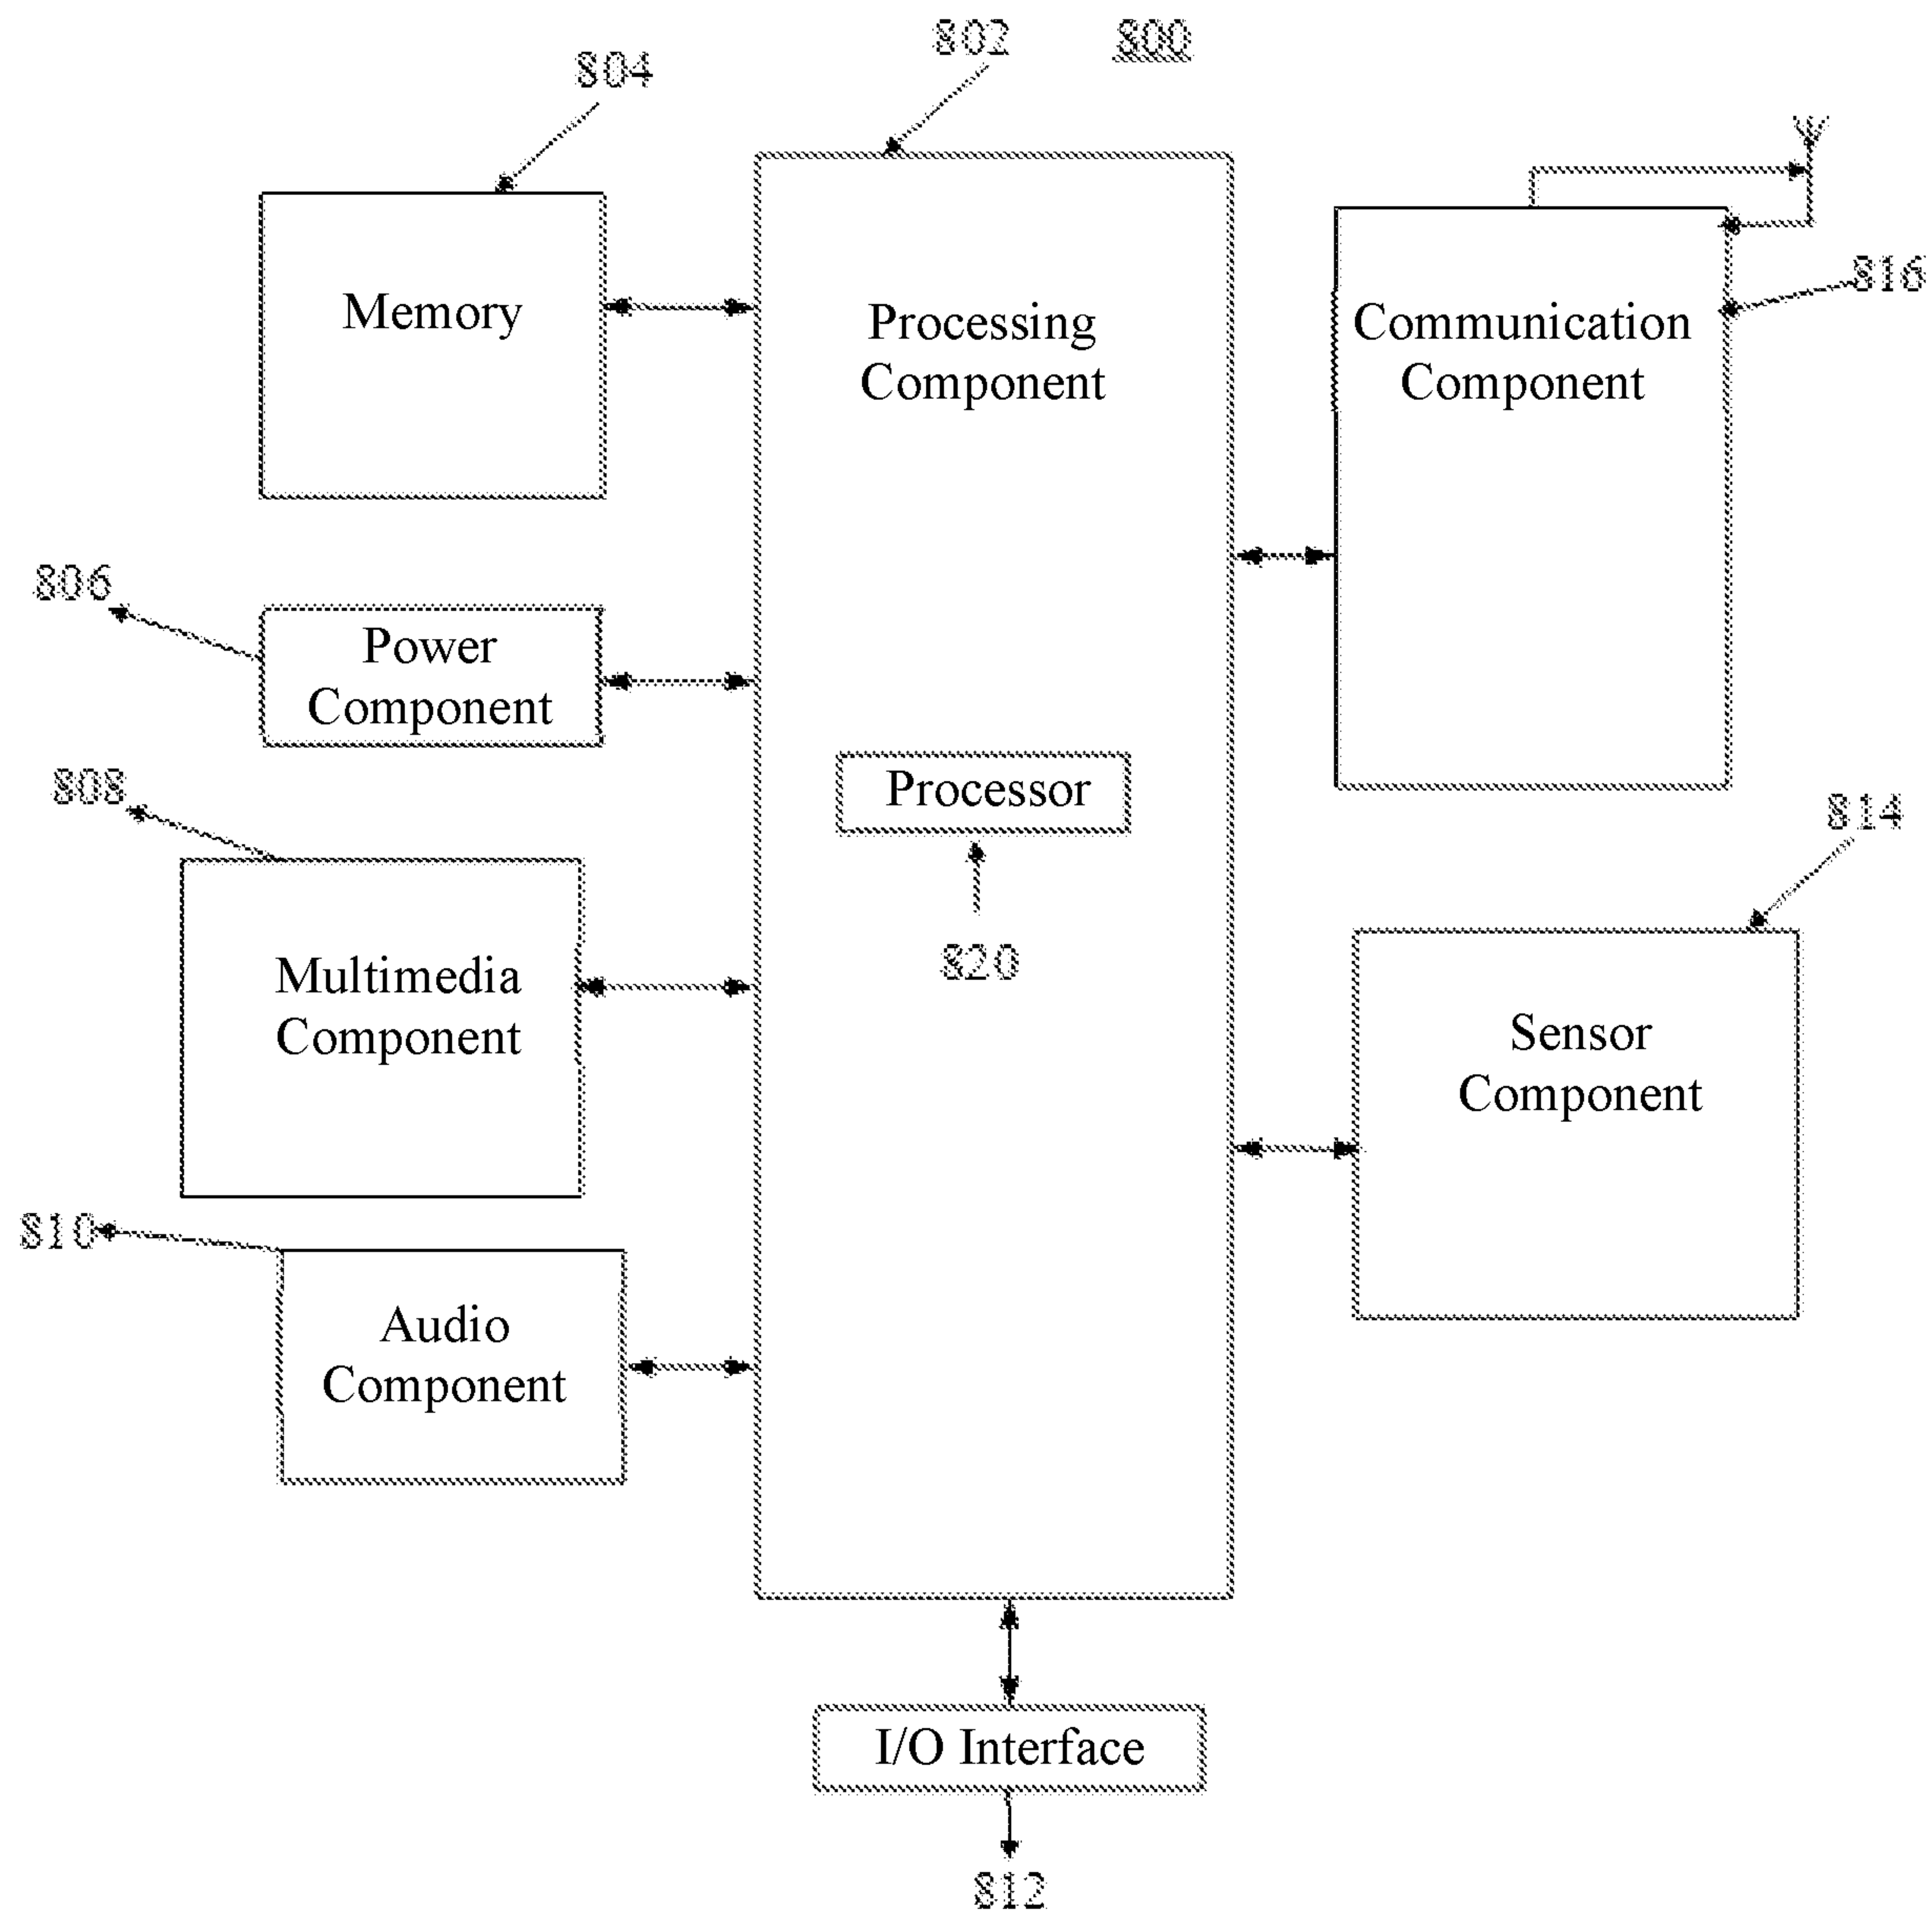 802
800
804
816
Memory
Processing
Component
Communication
Component
806
Power
Component
808
Processor
814
820
Multimedia
Component
Sensor
Component
810
Audio
Component
I/O Interface
812